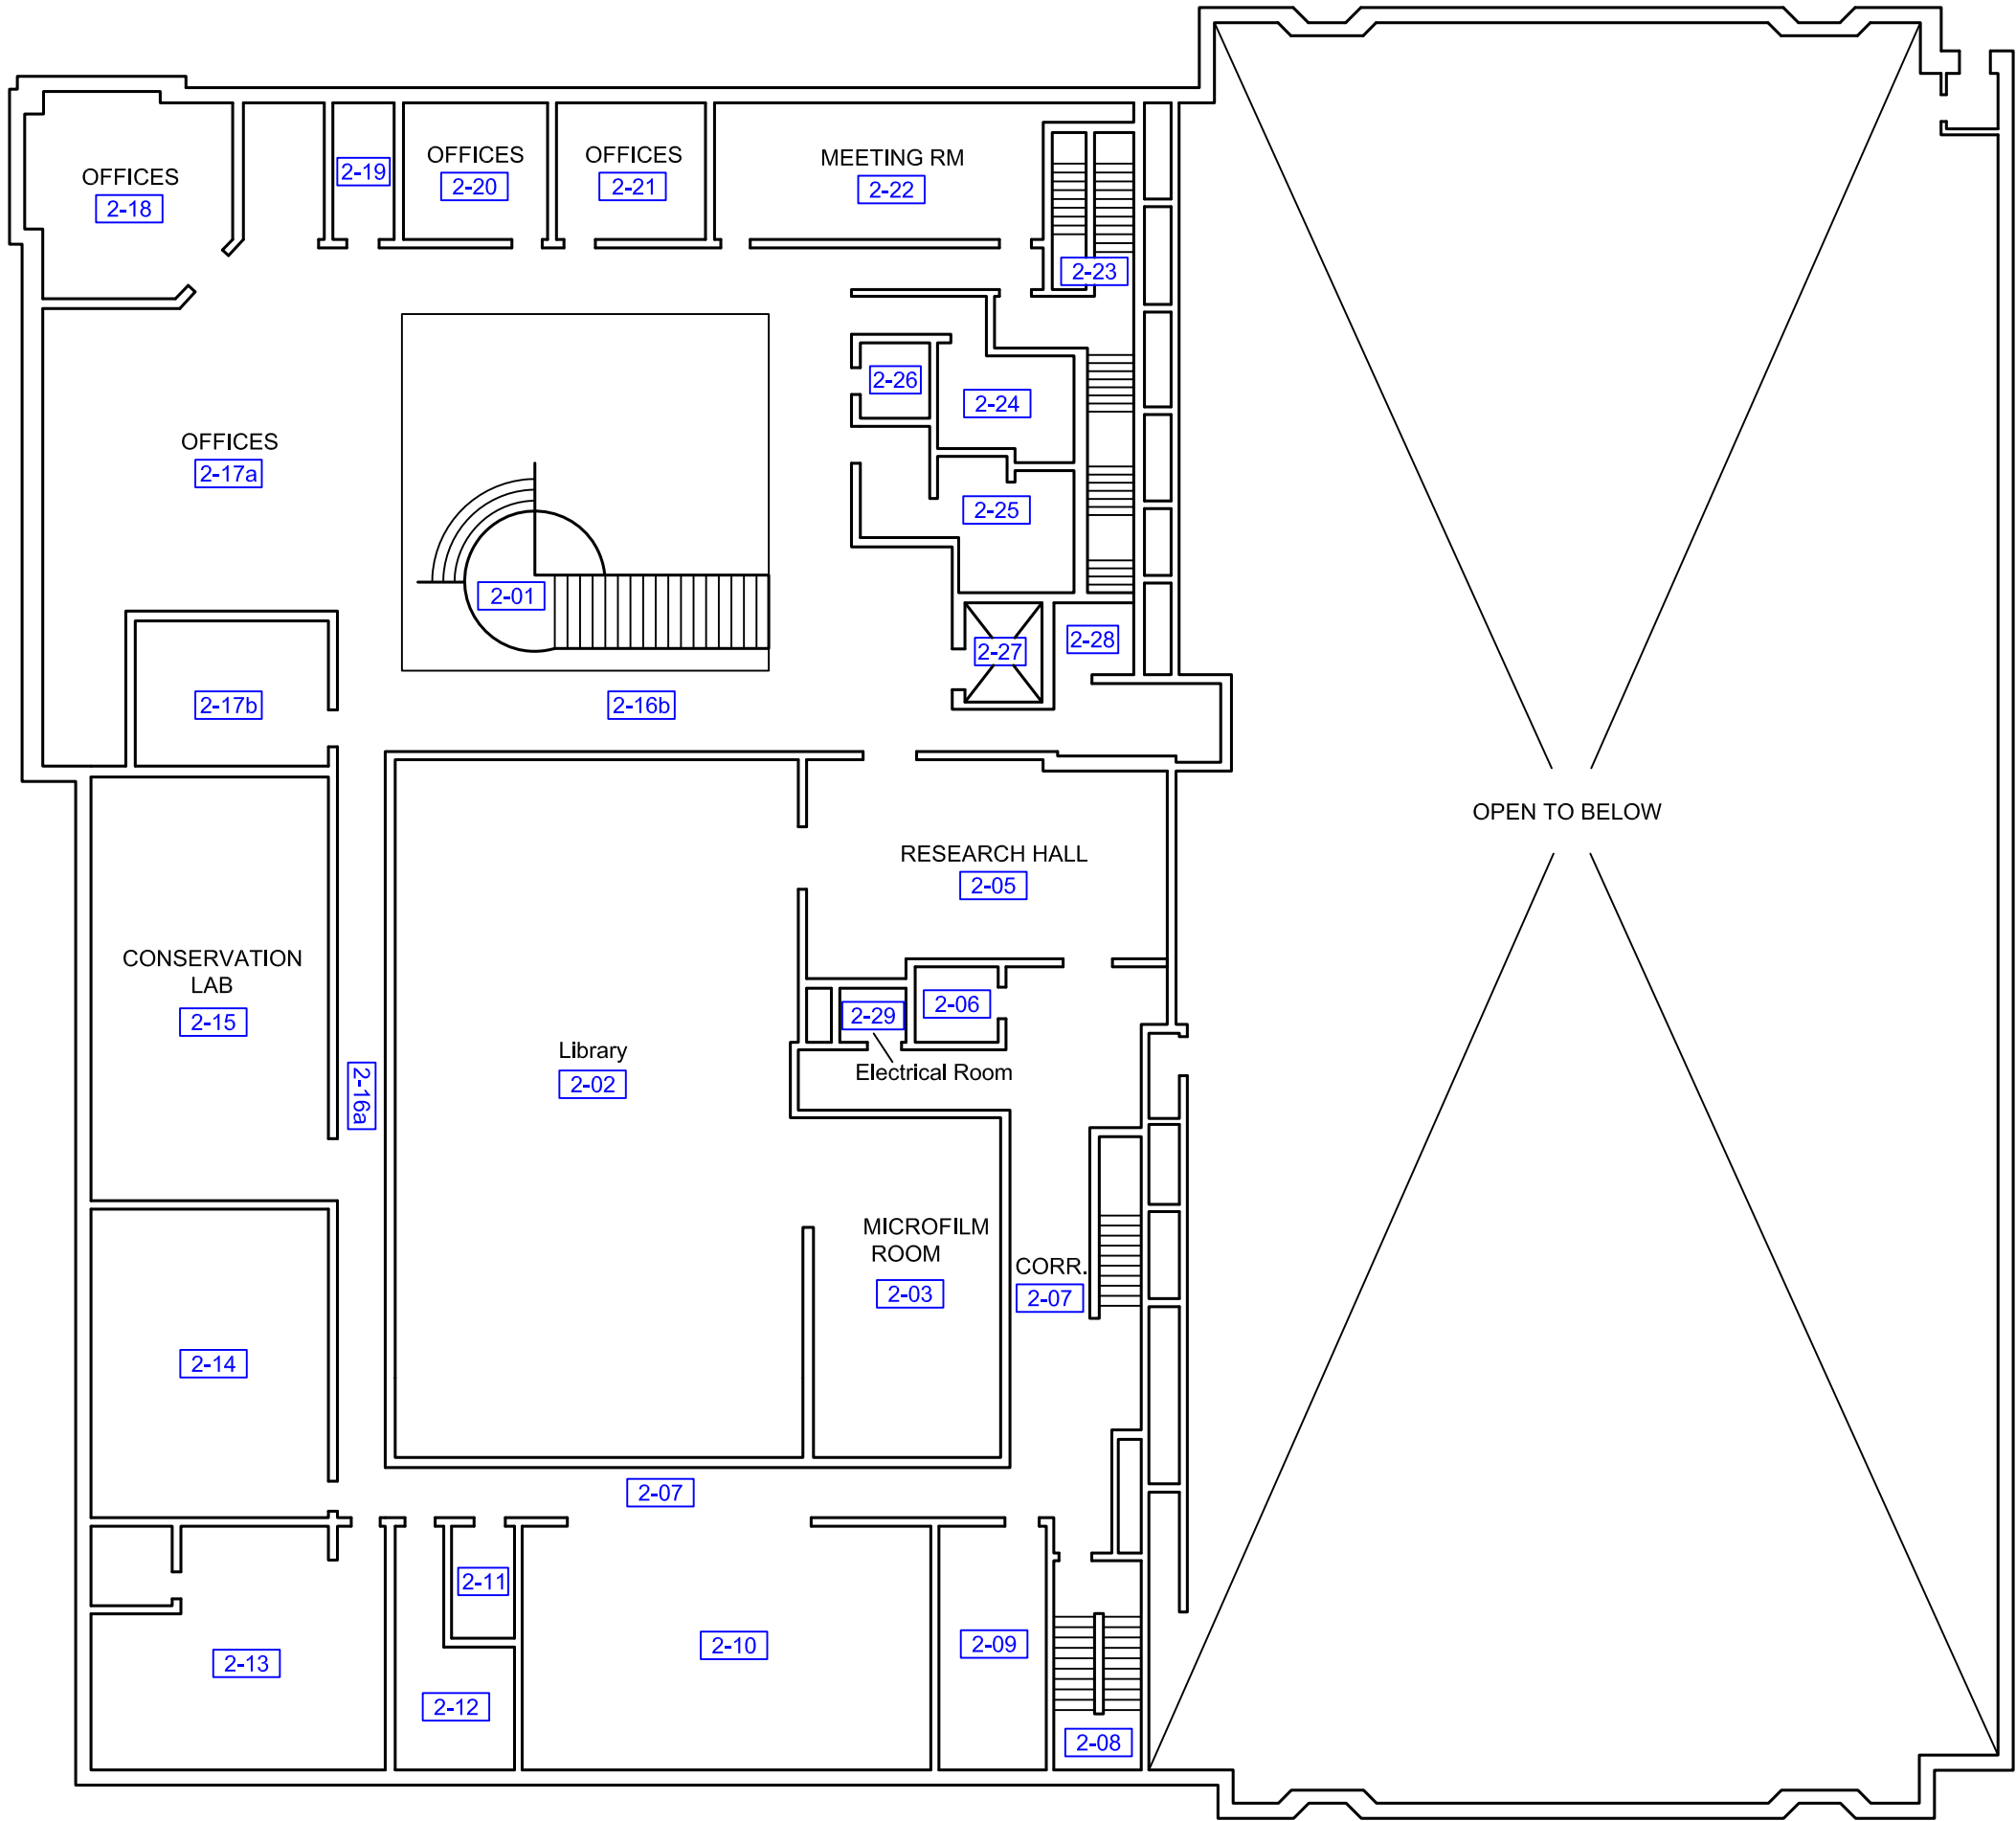 OFFICES
2-18
2-19
OFFICES
2-20
OFFICES
2-21
MEETING RM
2-22
2-23
2-26
2-24
OFFICES
2-17a
2-25
2-01
2-28
2-27
2-17b
2-16b
OPEN TO BELOW
RESEARCH HALL
2-05
CONSERVATION
LAB
2-15
2-06
2-29
Electrical Room
Library
2-02
2-16a
MICROFILM
ROOM
2-03
CORR.
2-07
2-14
2-07
2-11
2-10
2-09
2-13
2-12
2-08